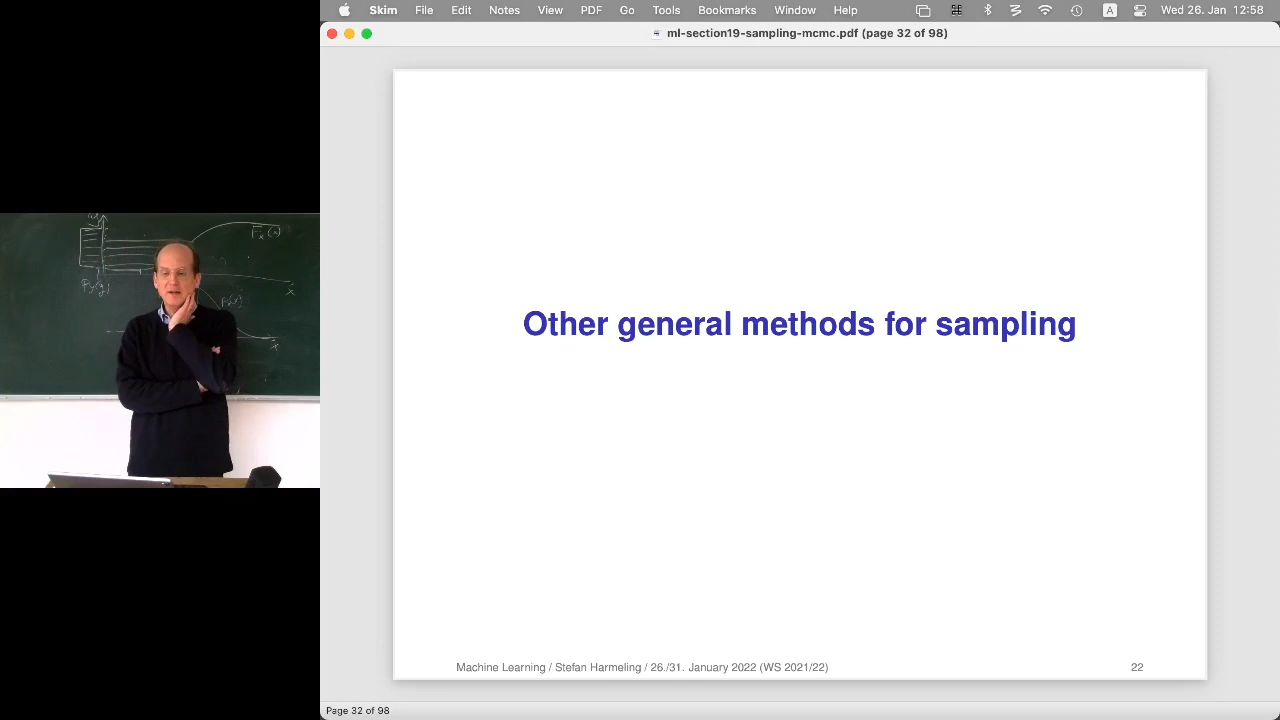 Skim File Edit Notes View PDF Go Tools Bookmarks Window Help A Wed 26. Jan 12:58
ml-section19-sampling-mcmc.pdf (page 32 of 98)
F_x(x)
x
x
Other general methods for sampling
Machine Learning / Stefan Harmeling / 26./31. January 2022 (WS 2021/22) 22
Page 32 of 98